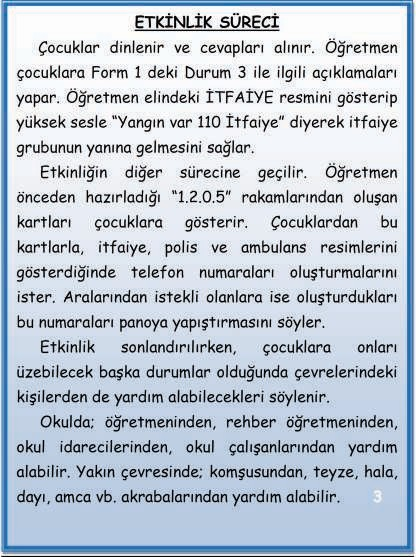 ETKİNLİK SÜRECİ
Çocuklar dinlenir ve cevapları alınır. Öğretmen
çocuklara Form 1 deki Durum 3 ile ilgili açıklamaları
yapar. Öğretmen elindeki İTFAİYE resmini gösterip
yüksek sesle “Yangın var 110 İtfaiye” diyerek itfaiye
grubunun yanına gelmesini sağlar.
Etkinliğin diğer sürecine geçilir. Öğretmen
önceden hazırladığı “1.2.0.5” rakamlarından oluşan
kartları çocuklara gösterir. Çocuklardan bu
kartlarla, itfaiye, polis ve ambulans resimlerini
gösterdiğinde telefon numaraları oluşturmalarını
ister. Aralarından istekli olanlara ise oluşturdukları
bu numaraları panoya yapıştırmasını söyler.
Etkinlik sonlandırılırken, çocuklara onları
üzebilecek başka durumlar olduğunda çevrelerindeki
kişilerden de yardım alabilecekleri söylenir.
Okulda; öğretmeninden, rehber öğretmeninden,
okul idarecilerinden, okul çalışanlarından yardım
alabilir. Yakın çevresinde; komşusundan, teyze, hala,
dayı, amca vb. akrabalarından yardım alabilir. 3